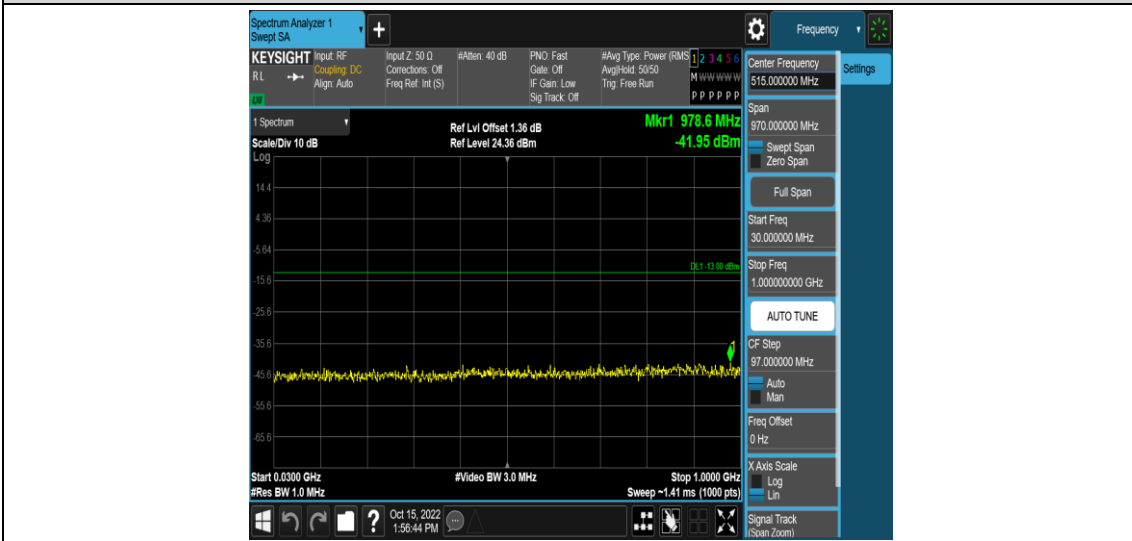 Spectrum Analyzer 1
Swept SA
Frequency
KEYSIGHT
RL
LXI
Input: RF
Coupling: DC
Align: Auto
Input Z: 50 Ω
Corrections: Off
Freq Ref: Int (S)
#Atten: 40 dB
PNO: Fast
Gate: Off
IF Gain: Low
Sig Track: Off
#Avg Type: Power (RMS
Avg|Hold: 50/50
Trig: Free Run
1 2 3 4 5 6
M W W W W W
P P P P P P
1 Spectrum
Scale/Div 10 dB
Log
Ref Lvl Offset 1.36 dB
Ref Level 24.36 dBm
Mkr1 978.6 MHz
-41.95 dBm
14.4
4.36
-5.64
DL1 -13.00 dBm
-15.6
-25.6
-35.6
1
-45.6
-55.6
-65.6
Start 0.0300 GHz
#Res BW 1.0 MHz
#Video BW 3.0 MHz
Stop 1.0000 GHz
Sweep ~1.41 ms (1000 pts)
Center Frequency
515.000000 MHz
Settings
Span
970.000000 MHz
Swept Span
Zero Span
Full Span
Start Freq
30.000000 MHz
Stop Freq
1.000000000 GHz
AUTO TUNE
CF Step
97.000000 MHz
Auto
Man
Freq Offset
0 Hz
X Axis Scale
Log
Lin
Signal Track
(Span Zoom)
?
Oct 15, 2022
1:56:44 PM